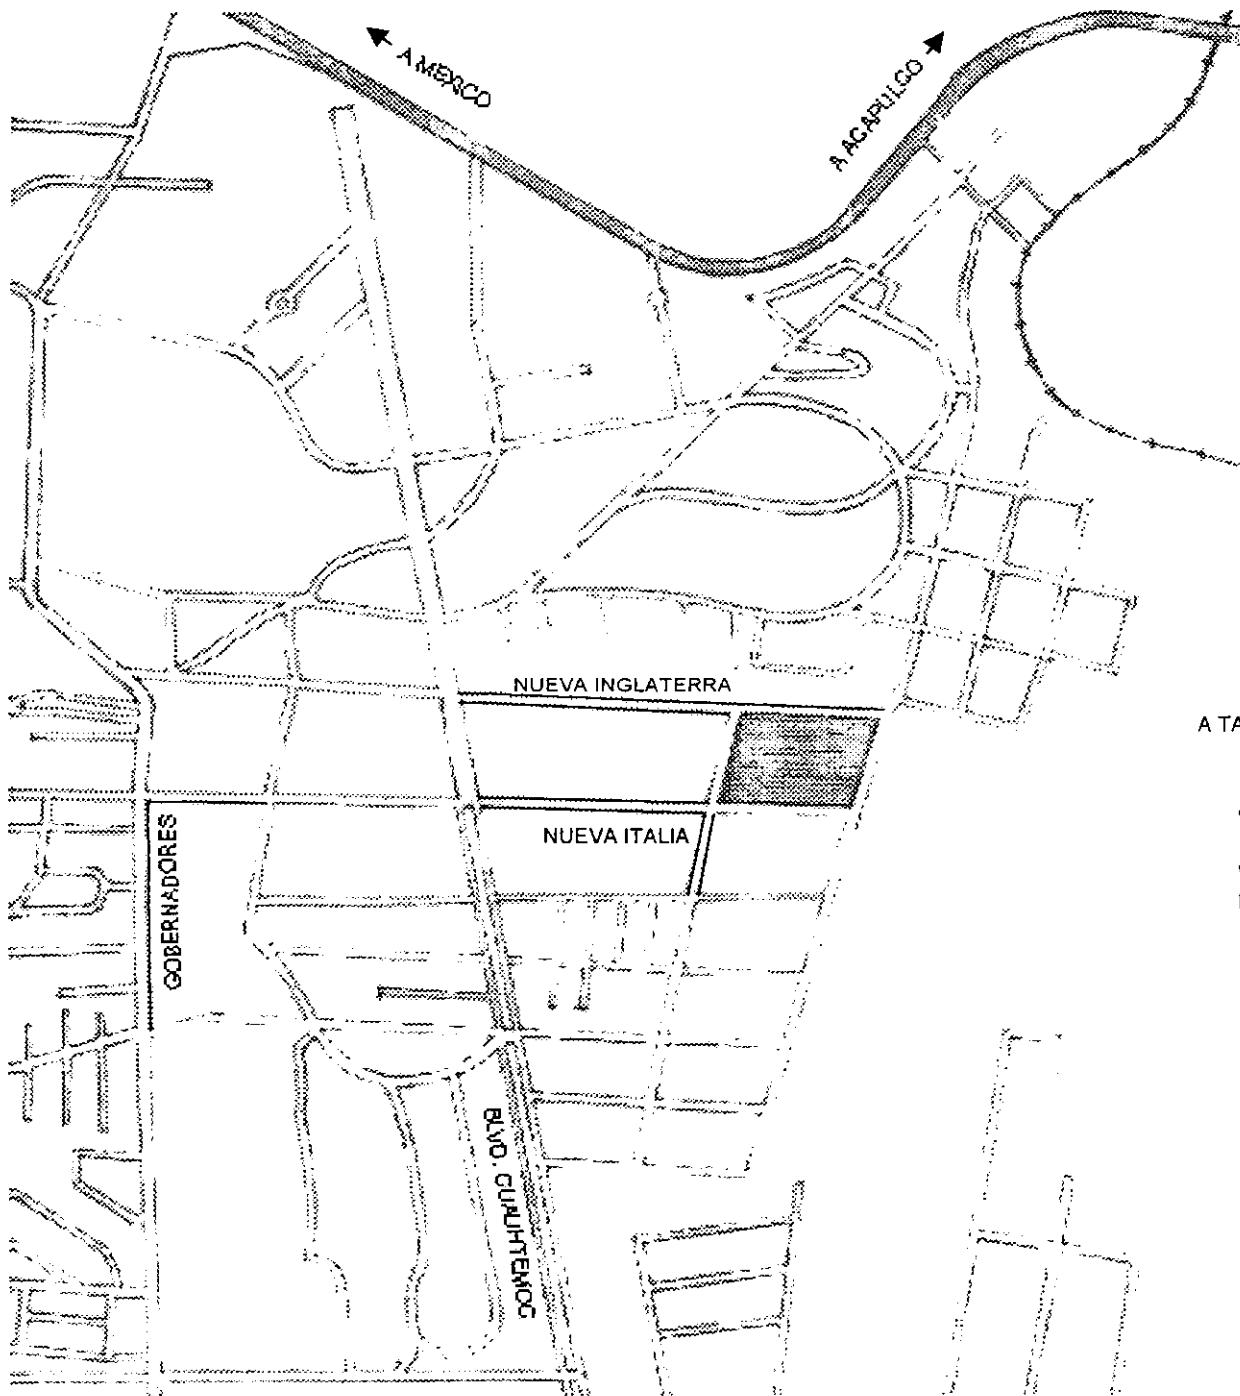 A MEXICO
A ACAPULCO
NUEVA INGLATERRA
A TA
NUEVA ITALIA
GOBERNADORES
BLVD. CUAUHTEMOC